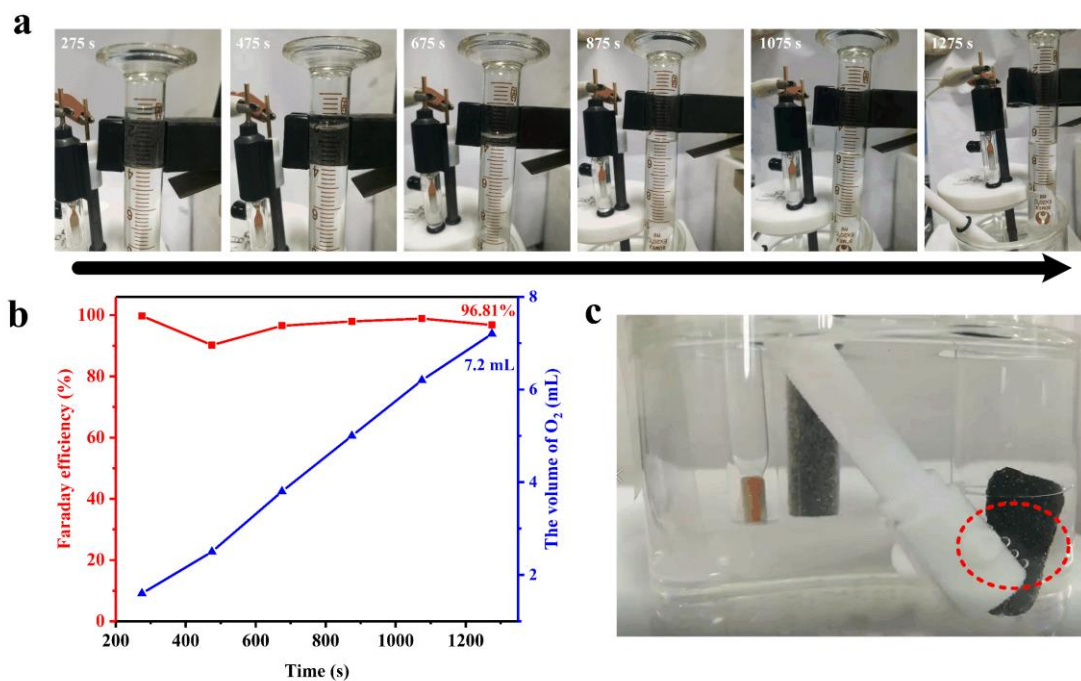 a
275 s
475 s
675 s
875 s
1075 s
1275 s
b
Faraday efficiency (%)
100
80
60
40
20
0
96.81%
7.2 mL
8
6
4
2
The volume of O₂ (mL)
200
400
600
800
1000
1200
Time (s)
c